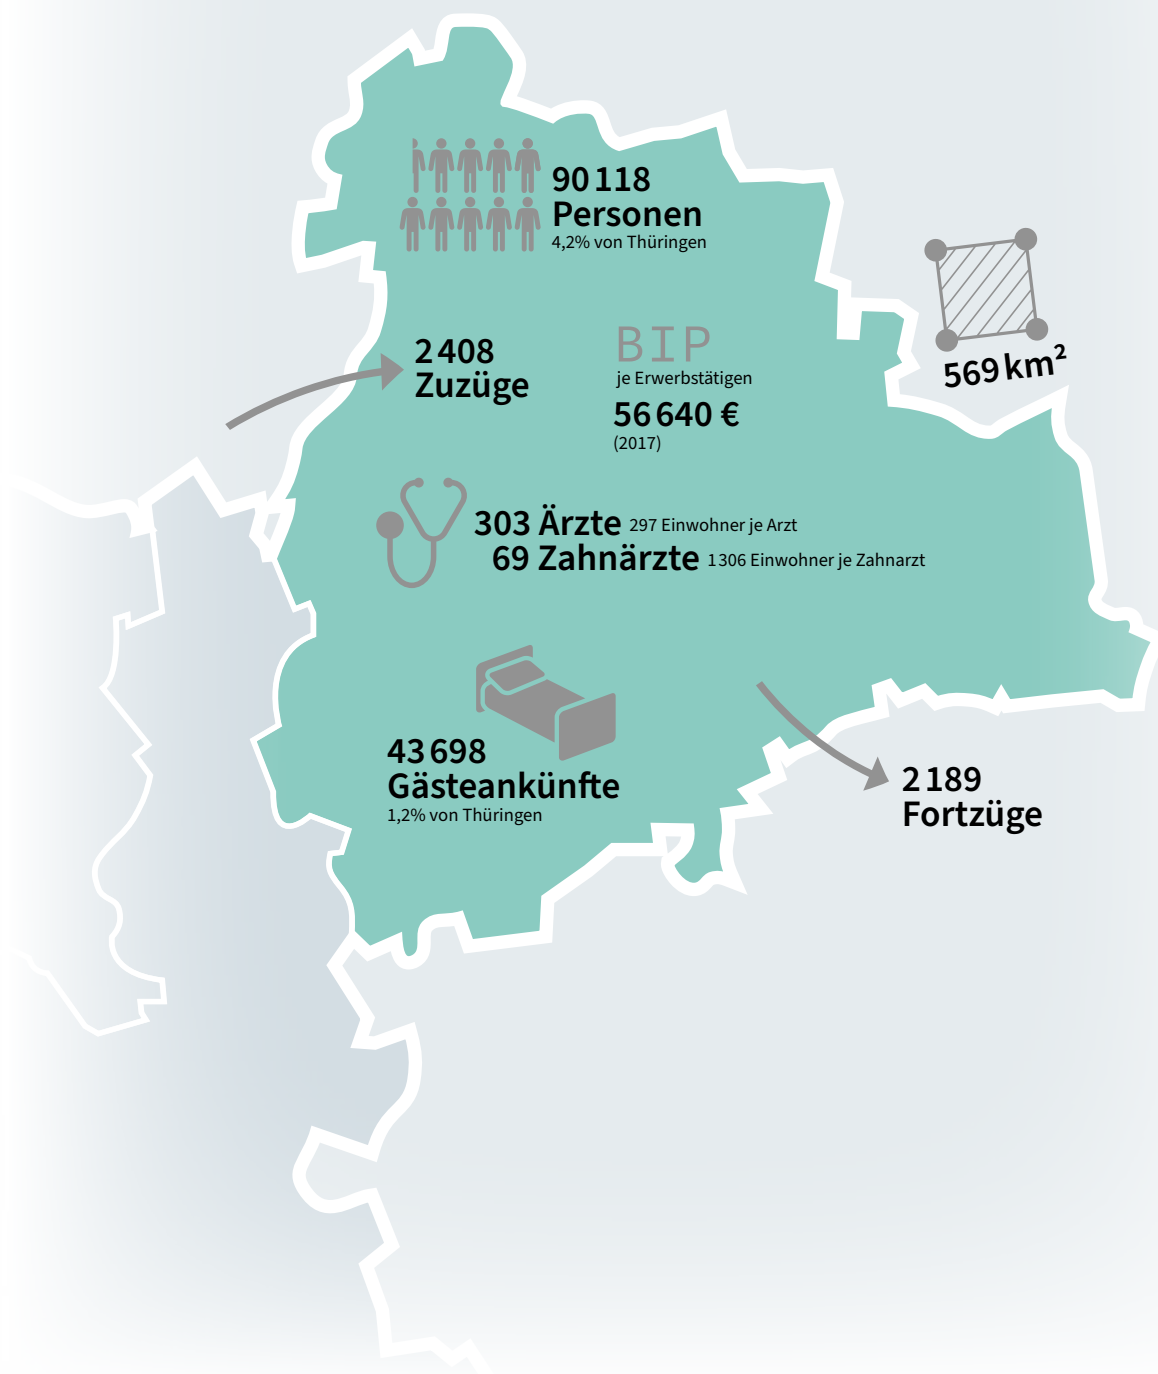 90 118
Personen
4,2% von Thüringen
569 km²
2 408
Zuzüge
BIP
je Erwerbstätigen
56 640 €
(2017)
303 Ärzte 297 Einwohner je Arzt
69 Zahnärzte 1 306 Einwohner je Zahnarzt
43 698
Gästeankünfte
1,2% von Thüringen
2 189
Fortzüge